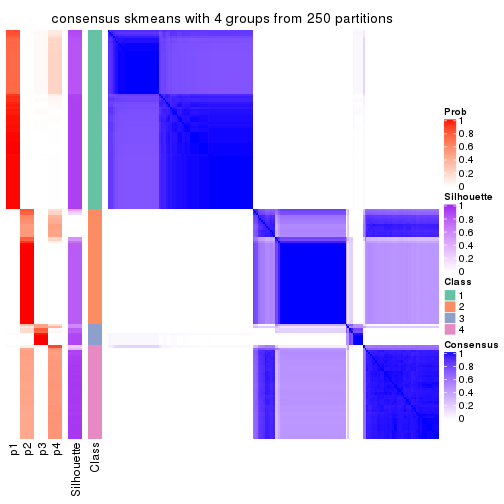 consensus skmeans with 4 groups from 250 partitions
Prob
1
0.8
0.6
0.4
0.2
0
Silhouette
1
0.8
0.6
0.4
0.2
0
Class
1
2
3
4
Consensus
1
0.8
0.6
0.4
0.2
0
p1
p2
p3
p4
Silhouette
Class